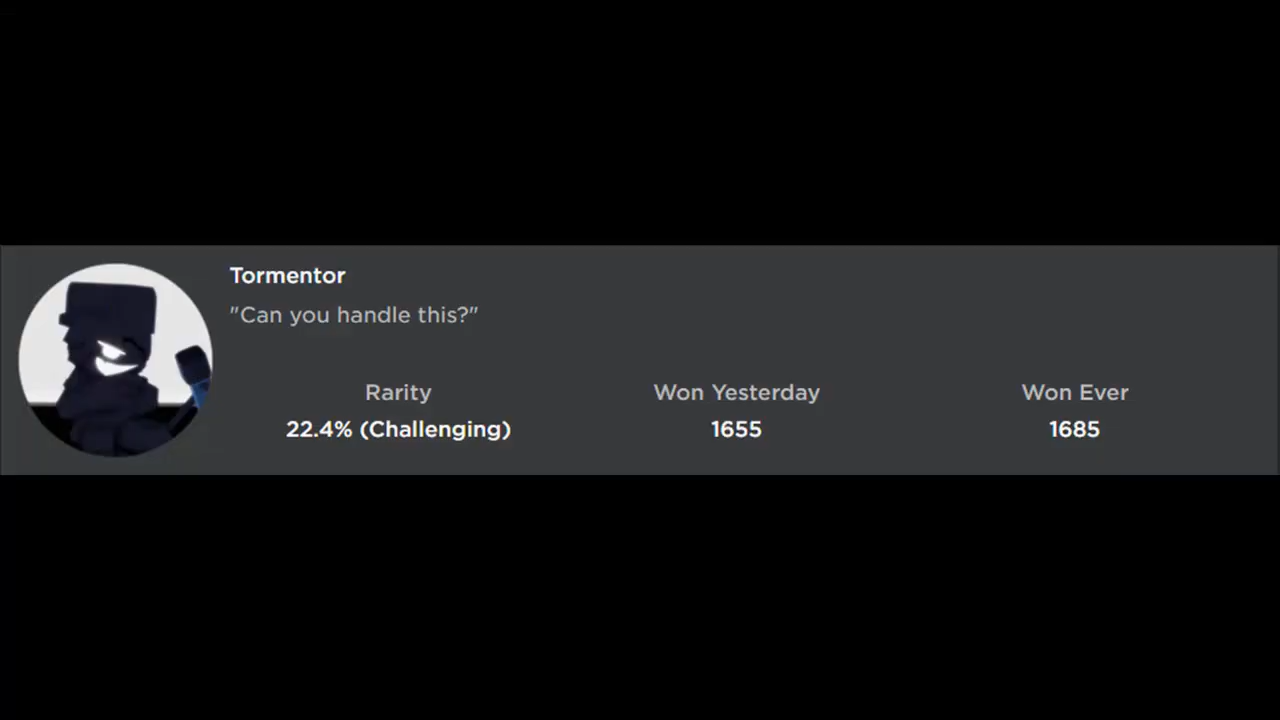 Tormentor
"Can you handle this?"
Rarity Won Yesterday Won Ever
22.4% (Challenging) 1655 1685